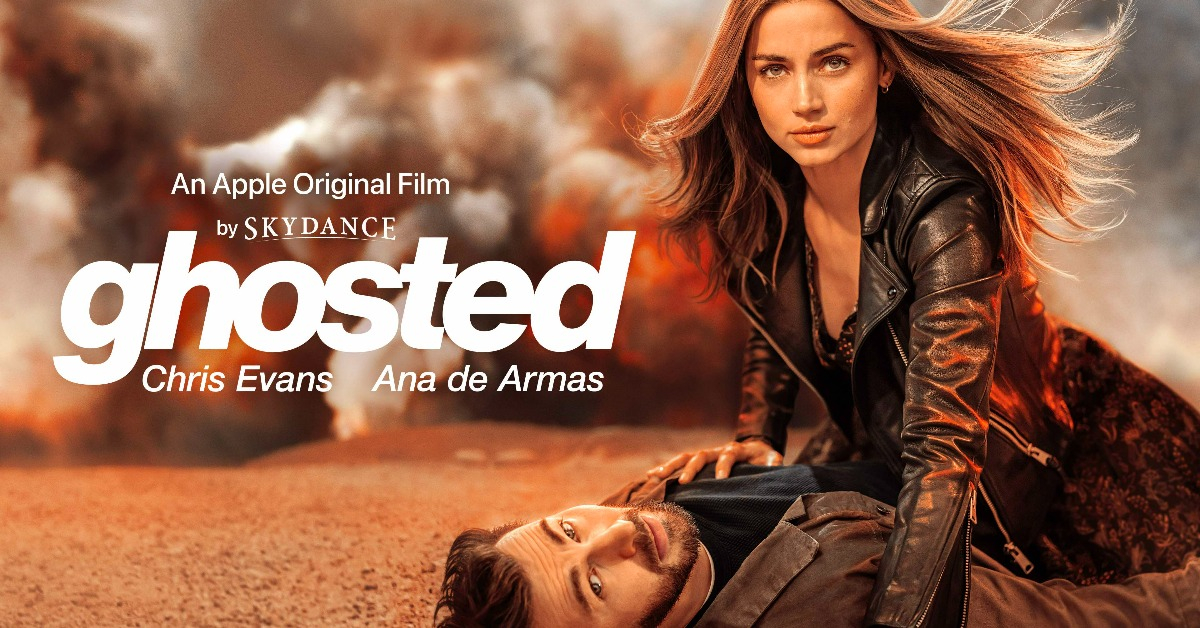 An Apple Original Film
by SKYDANCE
ghosted
Chris Evans Ana de Armas